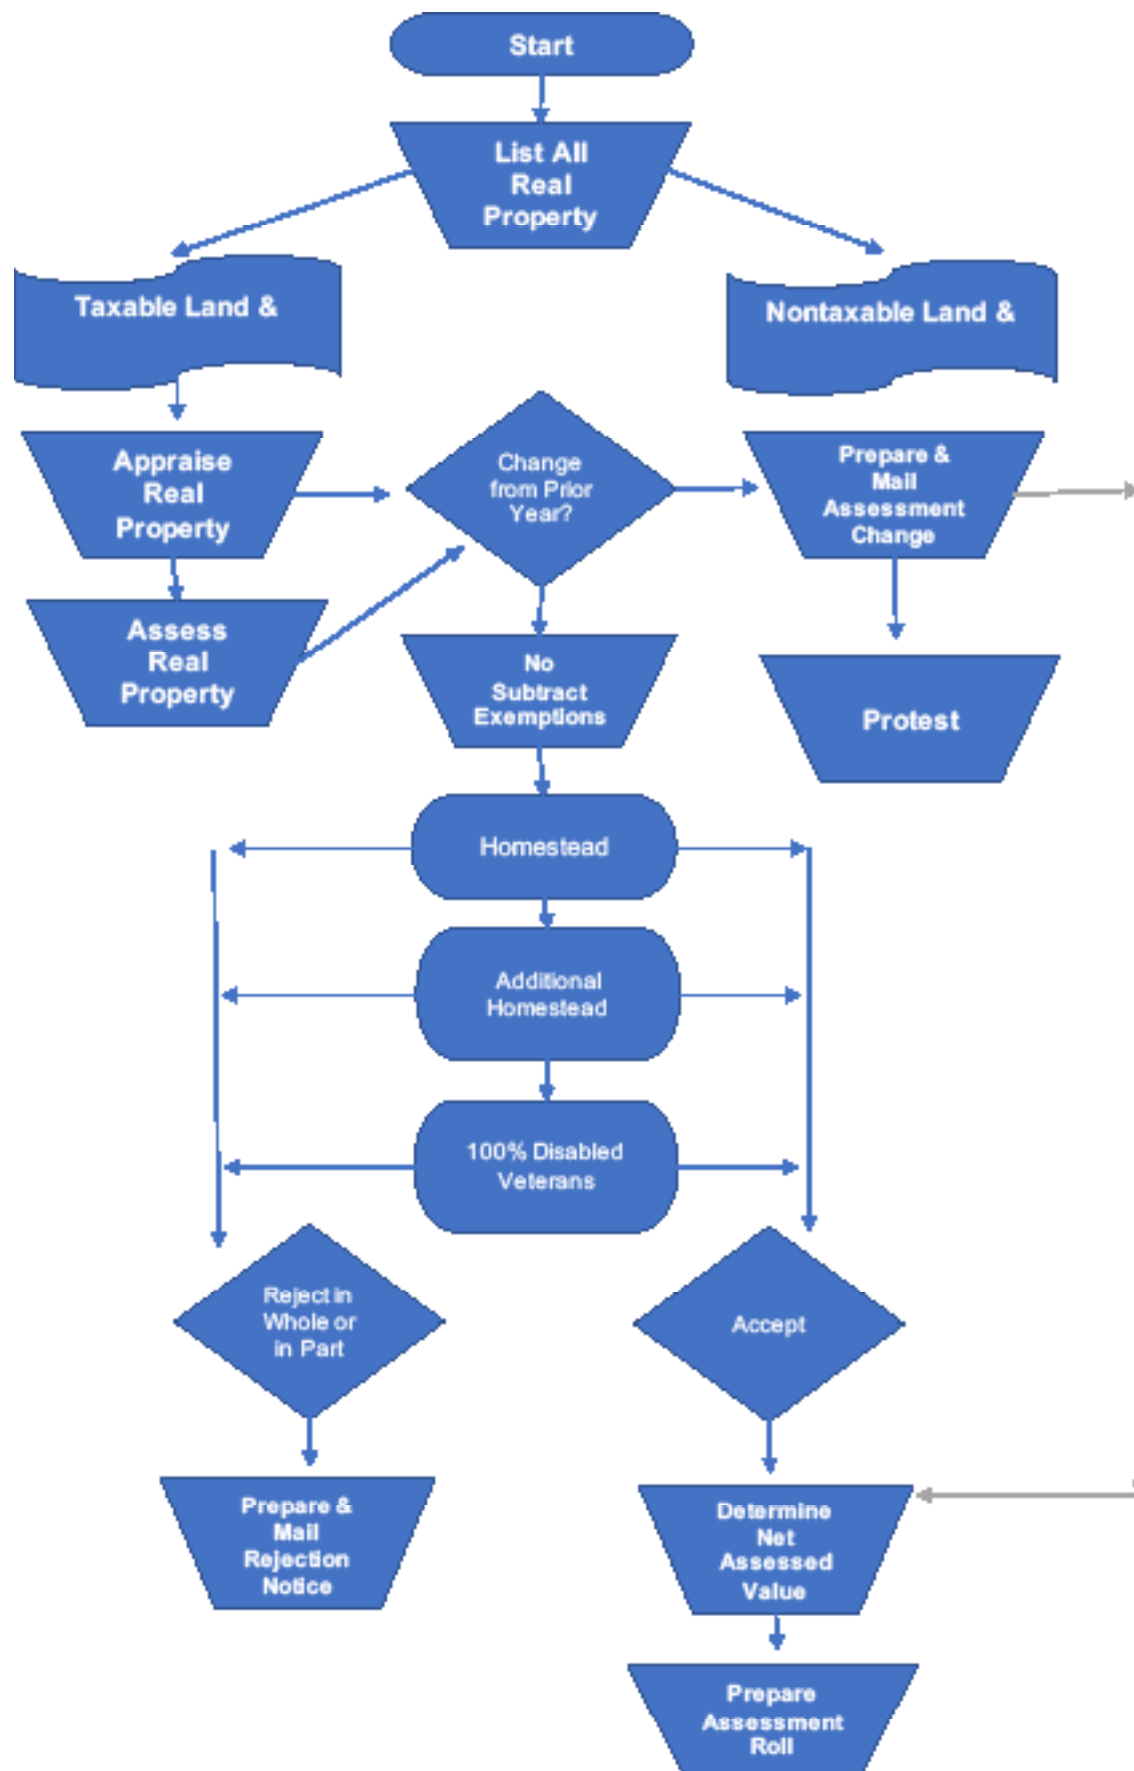 Start
List All
Real
Property
Taxable Land &
Nontaxable Land &
Appraise
Real
Property
Change
from Prior
Year?
Prepare &
Mail
Assessment
Change
Assess
Real
Property
No
Subtract
Exemptions
Protest
Homestead
Additional
Homestead
100% Disabled
Veterans
Reject in
Whole or
in Part
Accept
Prepare &
Mail
Rejection
Notice
Determine
Net
Assessed
Value
Prepare
Assessment
Roll